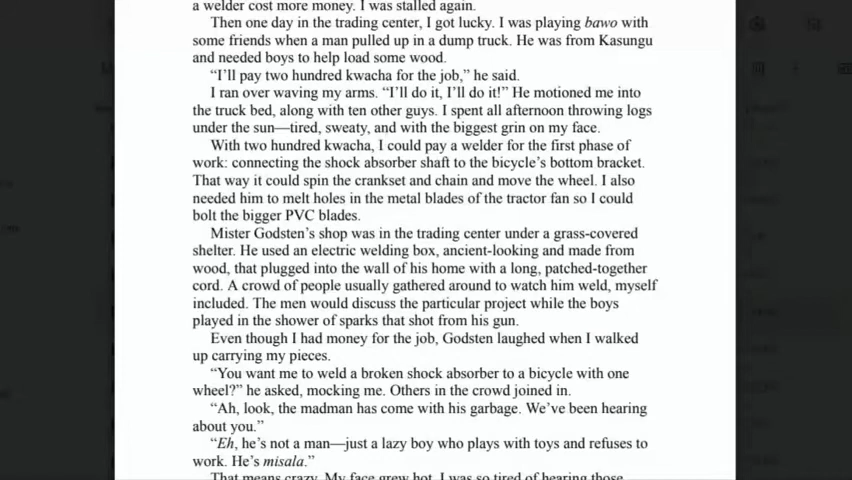 a welder cost more money. I was stalled again.
Then one day in the trading center, I got lucky. I was playing bawo with
some friends when a man pulled up in a dump truck. He was from Kasungu
and needed boys to help load some wood.
“I’ll pay two hundred kwacha for the job,” he said.
I ran over waving my arms. “I’ll do it, I’ll do it!” He motioned me into
the truck bed, along with ten other guys. I spent all afternoon throwing logs
under the sun—tired, sweaty, and with the biggest grin on my face.
With two hundred kwacha, I could pay a welder for the first phase of
work: connecting the shock absorber shaft to the bicycle’s bottom bracket.
That way it could spin the crankset and chain and move the wheel. I also
needed him to melt holes in the metal blades of the tractor fan so I could
bolt the bigger PVC blades.
Mister Godsten’s shop was in the trading center under a grass-covered
shelter. He used an electric welding box, ancient-looking and made from
wood, that plugged into the wall of his home with a long, patched-together
cord. A crowd of people usually gathered around to watch him weld, myself
included. The men would discuss the particular project while the boys
played in the shower of sparks that shot from his gun.
Even though I had money for the job, Godsten laughed when I walked
up carrying my pieces.
“You want me to weld a broken shock absorber to a bicycle with one
wheel?” he asked, mocking me. Others in the crowd joined in.
“Ah, look, the madman has come with his garbage. We’ve been hearing
about you.”
“Eh, he’s not a man—just a lazy boy who plays with toys and refuses to
work. He’s misala.”
That means crazy. My face grew hot. I was so tired of hearing those